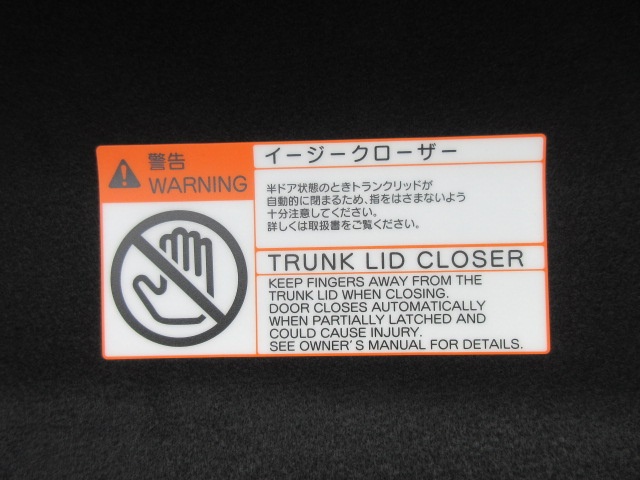 警告
WARNING
イージークローザー
半ドア状態のときトランクリッドが
自動的に閉まるため、指をはさまないよう
十分注意してください。
詳しくは取扱書をご覧ください。
TRUNK LID CLOSER
KEEP FINGERS AWAY FROM THE
TRUNK LID WHEN CLOSING.
DOOR CLOSES AUTOMATICALLY
WHEN PARTIALLY LATCHED AND
COULD CAUSE INJURY.
SEE OWNER'S MANUAL FOR DETAILS.